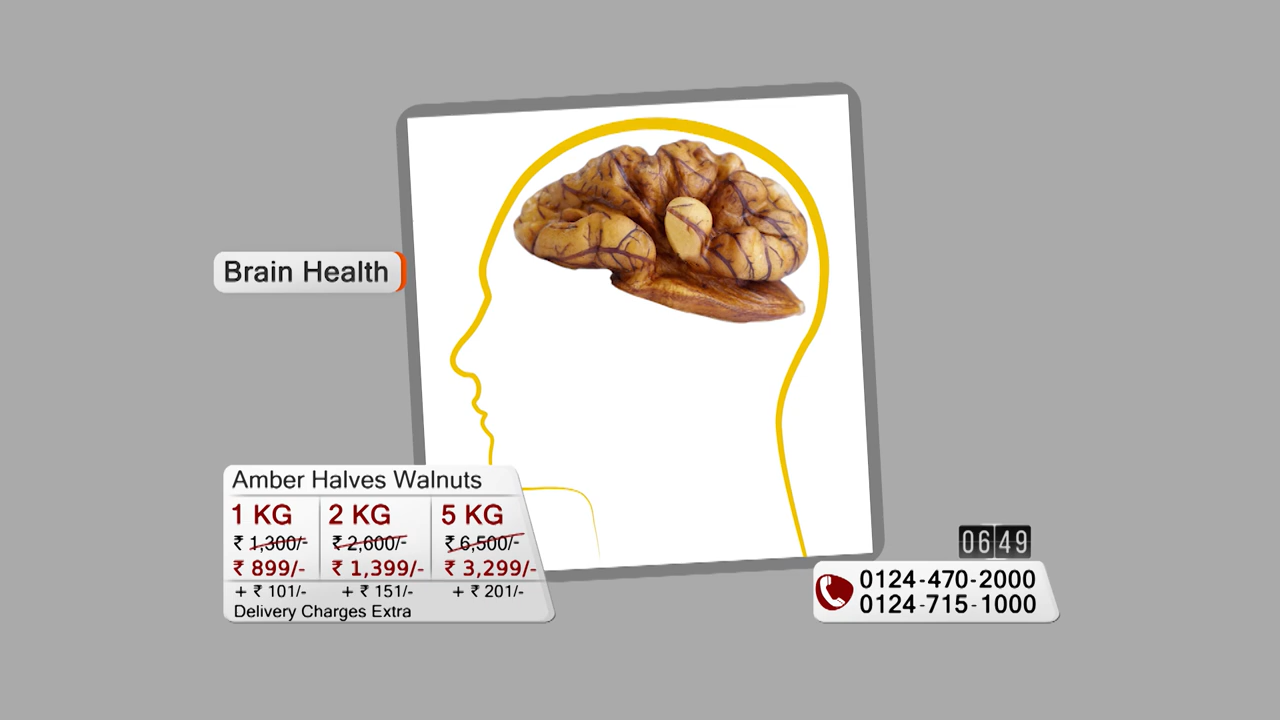 Brain Health
Amber Halves Walnuts
1 KG 2 KG 5 KG
₹ 1,300/- ₹ 2,600/- ₹ 6,500/-
₹ 899/- ₹ 1,399/- ₹ 3,299/-
+ ₹ 101/- + ₹ 151/- + ₹ 201/-
Delivery Charges Extra
06 49
0124-470-2000
0124-715-1000